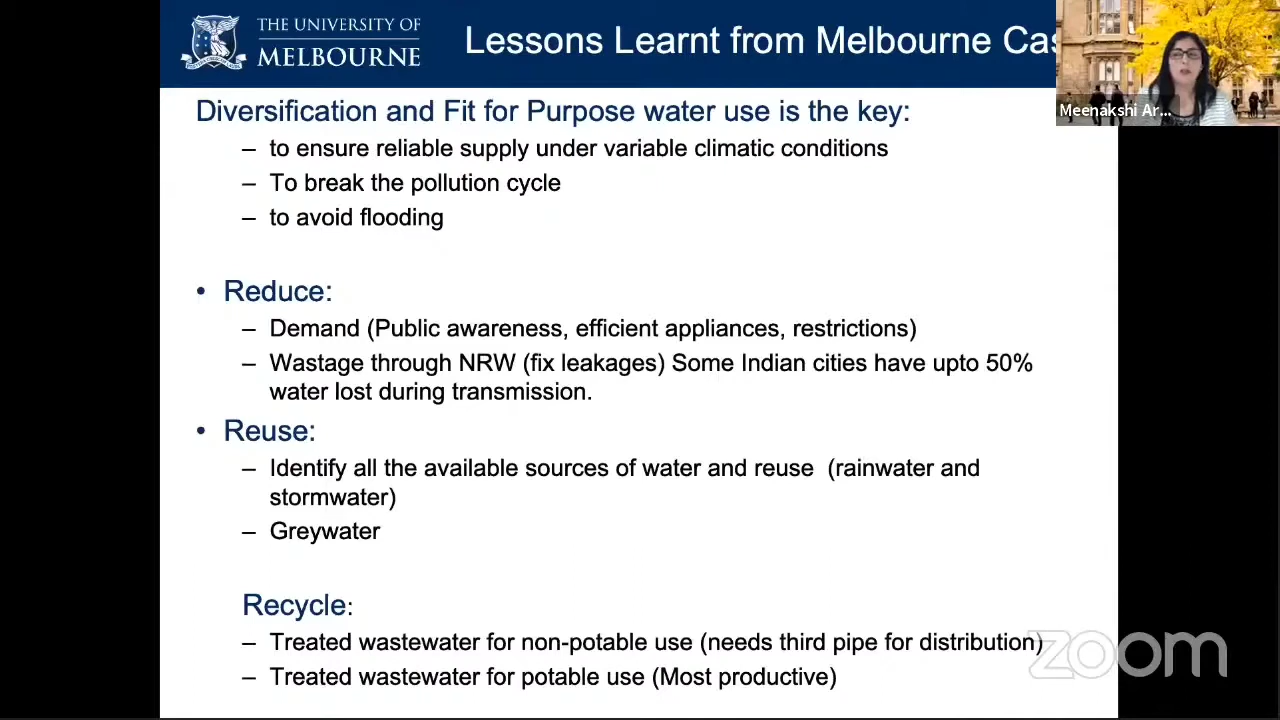 THE UNIVERSITY OF
MELBOURNE
Lessons Learnt from Melbourne
Meenakshi Ar...
Diversification and Fit for Purpose water use is the key:
– to ensure reliable supply under variable climatic conditions
– To break the pollution cycle
– to avoid flooding
• Reduce:
– Demand (Public awareness, efficient appliances, restrictions)
– Wastage through NRW (fix leakages) Some Indian cities have upto 50%
water lost during transmission.
• Reuse:
– Identify all the available sources of water and reuse (rainwater and
stormwater)
– Greywater
Recycle:
– Treated wastewater for non-potable use (needs third pipe for distribution)
– Treated wastewater for potable use (Most productive)
zoom